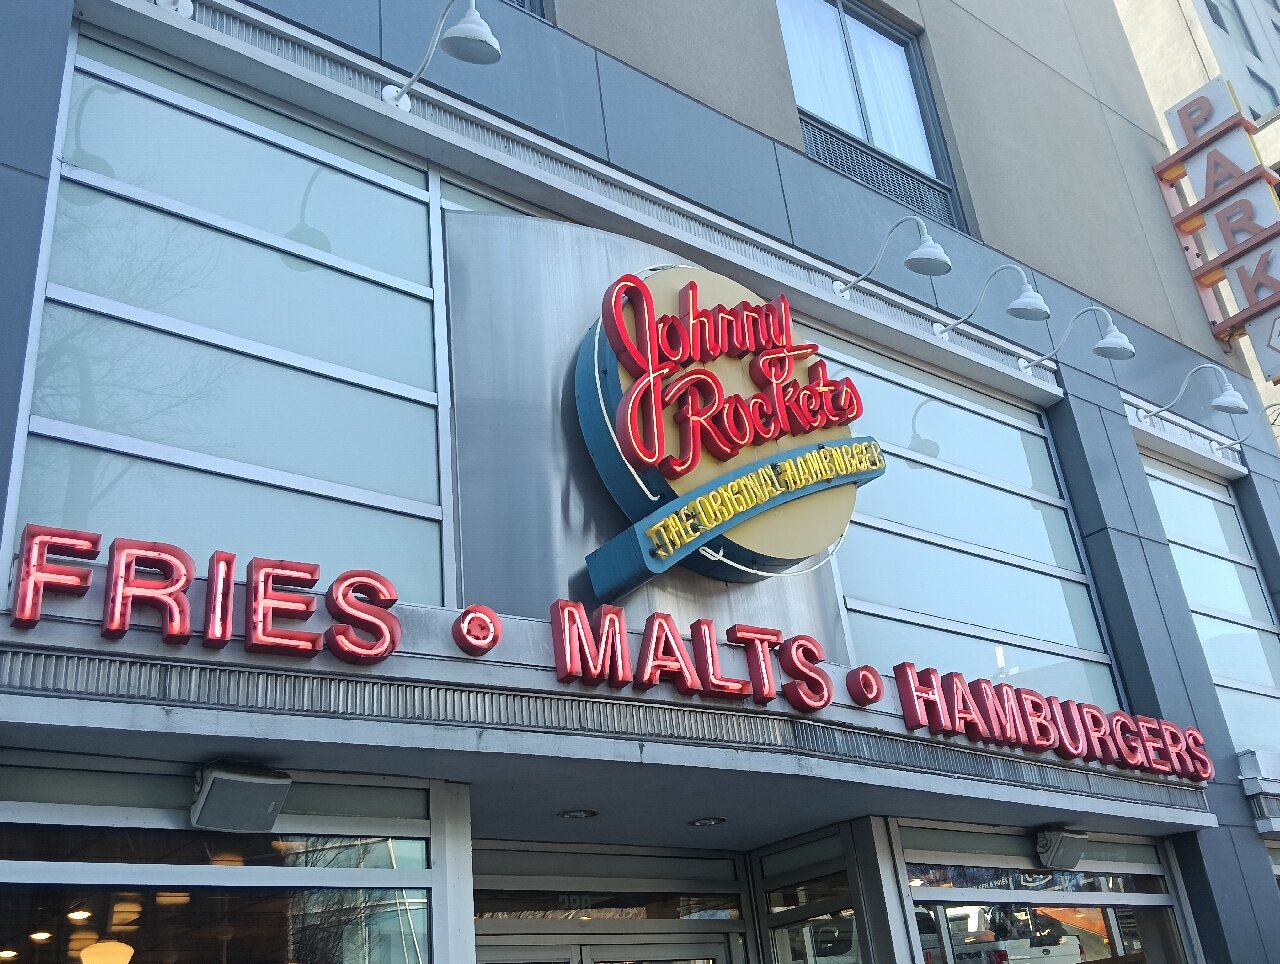 Johnny
Rockets
THE ORIGINAL HAMBURGER
FRIES • MALTS • HAMBURGERS
PARK